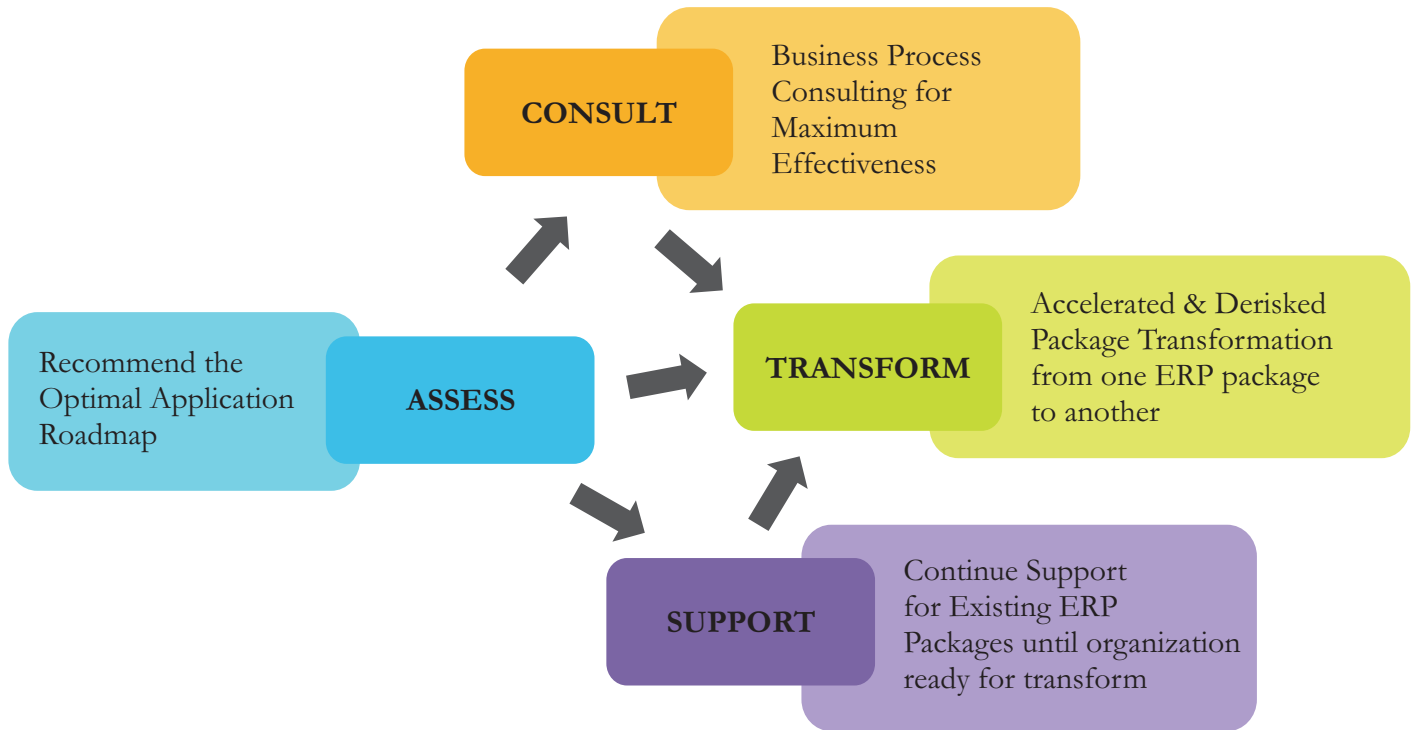 CONSULT
Business Process
Consulting for
Maximum
Effectiveness
Recommend the
Optimal Application
Roadmap
ASSESS
TRANSFORM
Accelerated & Derisked
Package Transformation
from one ERP package
to another
SUPPORT
Continue Support
for Existing ERP
Packages until organization
ready for transform